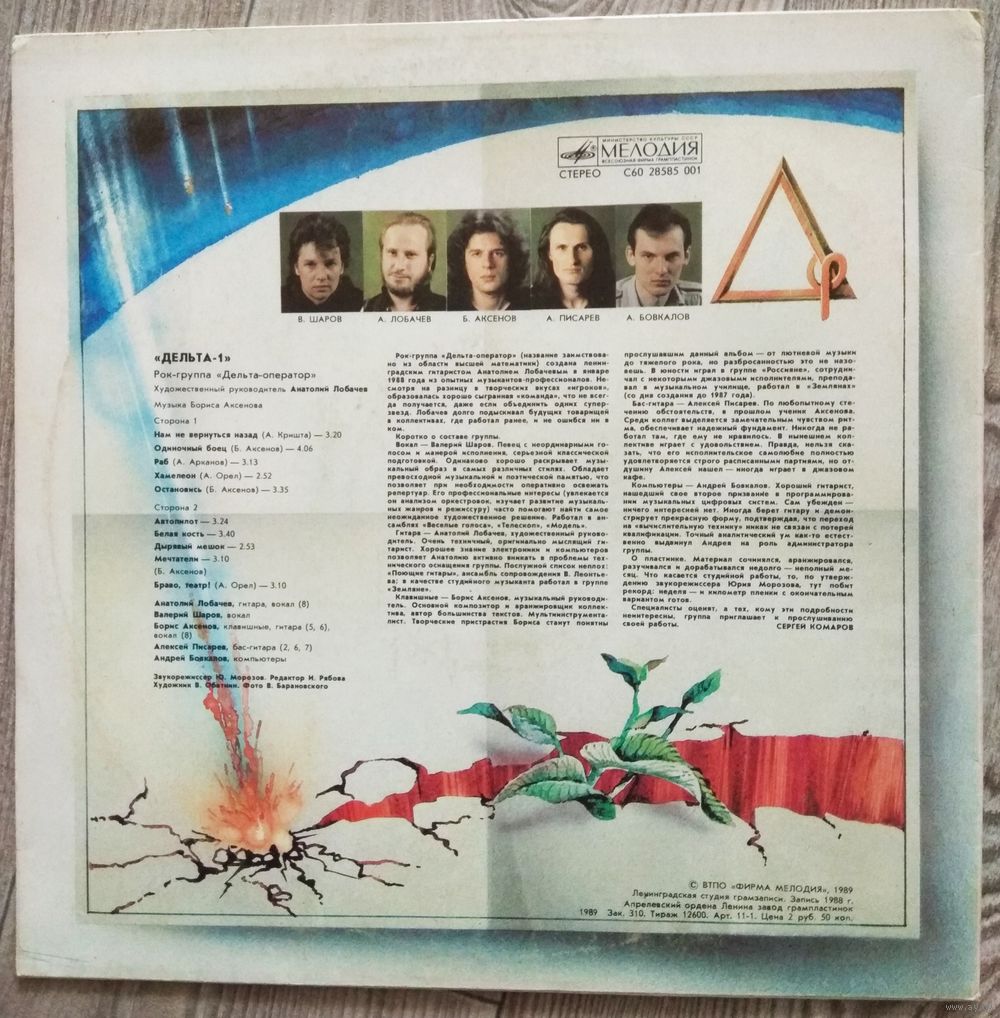 МИНИСТЕРСТВО КУЛЬТУРЫ СССР
МЕЛОДИЯ
ВСЕСОЮЗНАЯ ФИРМА ГРАМПЛАСТИНОК
СТЕРЕО С60 28585 001
В. ШАРОВ А. ЛОБАЧЕВ Б. АКСЕНОВ А. ПИСАРЕВ А. БОВКАЛОВ
«ДЕЛЬТА-1»
Рок-группа «Дельта-оператор»
Художественный руководитель Анатолий Лобачев
Музыка Бориса Аксенова
Сторона 1
Нам не вернуться назад (А. Кришта) — 3.20
Одиночный боец (Б. Аксенов) — 4.06
Раб (А. Арканов) — 3.13
Хамелеон (А. Орел) — 2.52
Остановись (Б. Аксенов) — 3.35
Сторона 2
Автопилот — 3.24
Белая кость — 3.40
Дырявый мешок — 2.53
Мечтатели — 3.10
(Б. Аксенов)
Браво, театр! (А. Орел) — 3.10
Анатолий Лобачев, гитара, вокал (8)
Валерий Шаров, вокал
Борис Аксенов, клавишные, гитара (5, 6),
вокал (8)
Алексей Писарев, бас-гитара (2, 6, 7)
Андрей Бовкалов, компьютеры
Звукорежиссер Ю. Морозов. Редактор И. Рябова
Художник В. Обатнин. Фото В. Барановского
Рок-группа «Дельта-оператор» (название заимствова-
но из области высшей математики) создана ленин-
градским гитаристом Анатолием Лобачевым в январе
1988 года из опытных музыкантов-профессионалов. Не-
смотря на разницу в творческих вкусах «игроков»,
образовалась хорошо сыгранная «команда», что не всег-
да получается, даже если объединить одних супер-
звезд. Лобачев долго подыскивал будущих товарищей
в коллективах, где работал ранее, и не ошибся ни в
ком.
Коротко о составе группы.
Вокал — Валерий Шаров. Певец с неординарными го-
лосом и манерой исполнения, серьезной классической
подготовкой. Одинаково хорошо раскрывает музы-
кальный образ в самых различных стилях. Обладает
превосходной музыкальной и поэтической памятью, что
позволяет при необходимости оперативно освежать
репертуар. Его профессиональные интересы (увлекается
он анализом оркестровок, изучает развитие музыкаль-
ных жанров и режиссуру) часто помогают найти самое
неожиданное художественное решение. Работал в ан-
самблях «Веселые голоса», «Телескоп», «Модель».
Гитара — Анатолий Лобачев, художественный руково-
дитель. Очень техничный, оригинально мыслящий ги-
тарист. Хорошее знание электроники и компьютеров
позволяет Анатолию активно вникать в проблемы тех-
нического оснащения группы. Послужной список неплох:
«Поющие гитары», ансамбль сопровождения В. Леонтье-
ва; в качестве студийного музыканта работал в группе
«Земляне».
Клавишные — Борис Аксенов, музыкальный руководи-
тель. Основной композитор и аранжировщик коллек-
тива, автор большинства текстов. Мультиинструмента-
лист. Творческие пристрастия Бориса станут понятны
прослушавшим данный альбом — от лютневой музыки
до тяжелого рока, но разбросанностью это не назо-
вешь. В юности играл в группе «Россияне», сотрудни-
чал с некоторыми джазовыми исполнителями, препода-
вал в музыкальном училище, работал в «Землянах»
(со дня создания до 1987 года).
Бас-гитара — Алексей Писарев. По любопытному сте-
чению обстоятельств, в прошлом ученик Аксенова.
Среди коллег выделяется замечательным чувством рит-
ма, обеспечивает надежный фундамент. Никогда не ра-
ботал там, где ему не нравилось. В нынешнем кол-
лективе играет с удовольствием. Правда, нельзя ска-
зать, что его исполнительское самолюбие полностью
удовлетворяется строго расписанными партиями, но от-
душину Алексей нашел — иногда играет в джазовом
кафе.
Компьютеры — Андрей Бовкалов. Хороший гитарист,
нашедший свое второе призвание в программирова-
нии музыкальных цифровых систем. Сам убежден —
ничего интересней нет. Иногда берет гитару и демон-
стрирует прекрасную форму, подтверждая, что переход
на «вычислительную технику» никак не связан с потерей
квалификации. Точный аналитический ум как-то естест-
венно выдвинул Андрея на роль администратора
группы.
О пластинке. Материал сочинялся, аранжировался,
разучивался и дорабатывался недолго — неполный ме-
сяц. Что касается студийной работы, то, по утверж-
дению звукорежиссера Юрия Морозова, тут побит
рекорд: неделя — и километр пленки с окончательным
вариантом готов.
Специалисты оценят, а тех, кому эти подробности
неинтересны, группа приглашает к прослушиванию
своей работы. СЕРГЕЙ КОМАРОВ
© ВТПО «ФИРМА МЕЛОДИЯ», 1989
Ленинградская студия грамзаписи. Запись 1988 г.
Апрелевский ордена Ленина завод грампластинок
1989 Зак. 310. Тираж 12600. Арт. 11-1. Цена 2 руб. 50 коп.